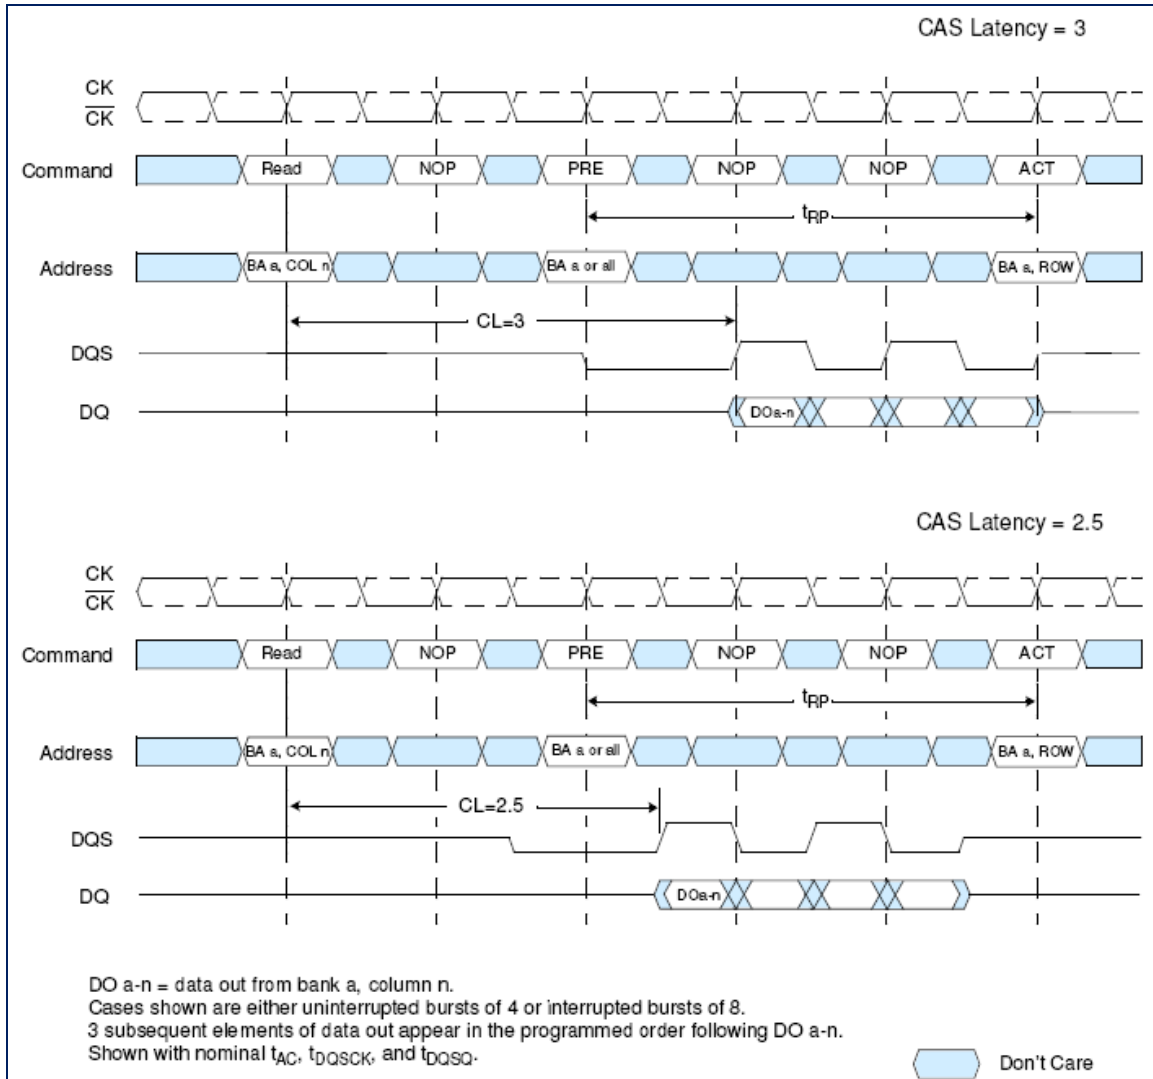 CAS Latency = 3
CK
CK
Command Read NOP PRE NOP NOP ACT
tRP
Address BA a, COL n BA a or all BA a, ROW
CL=3
DQS
DQ DOa-n
CAS Latency = 2.5
CK
CK
Command Read NOP PRE NOP NOP ACT
tRP
Address BA a, COL n BA a or all BA a, ROW
CL=2.5
DQS
DQ DOa-n
DO a-n = data out from bank a, column n.
Cases shown are either uninterrupted bursts of 4 or interrupted bursts of 8.
3 subsequent elements of data out appear in the programmed order following DO a-n.
Shown with nominal tAC, tDQSCK, and tDQSQ.
Don't Care